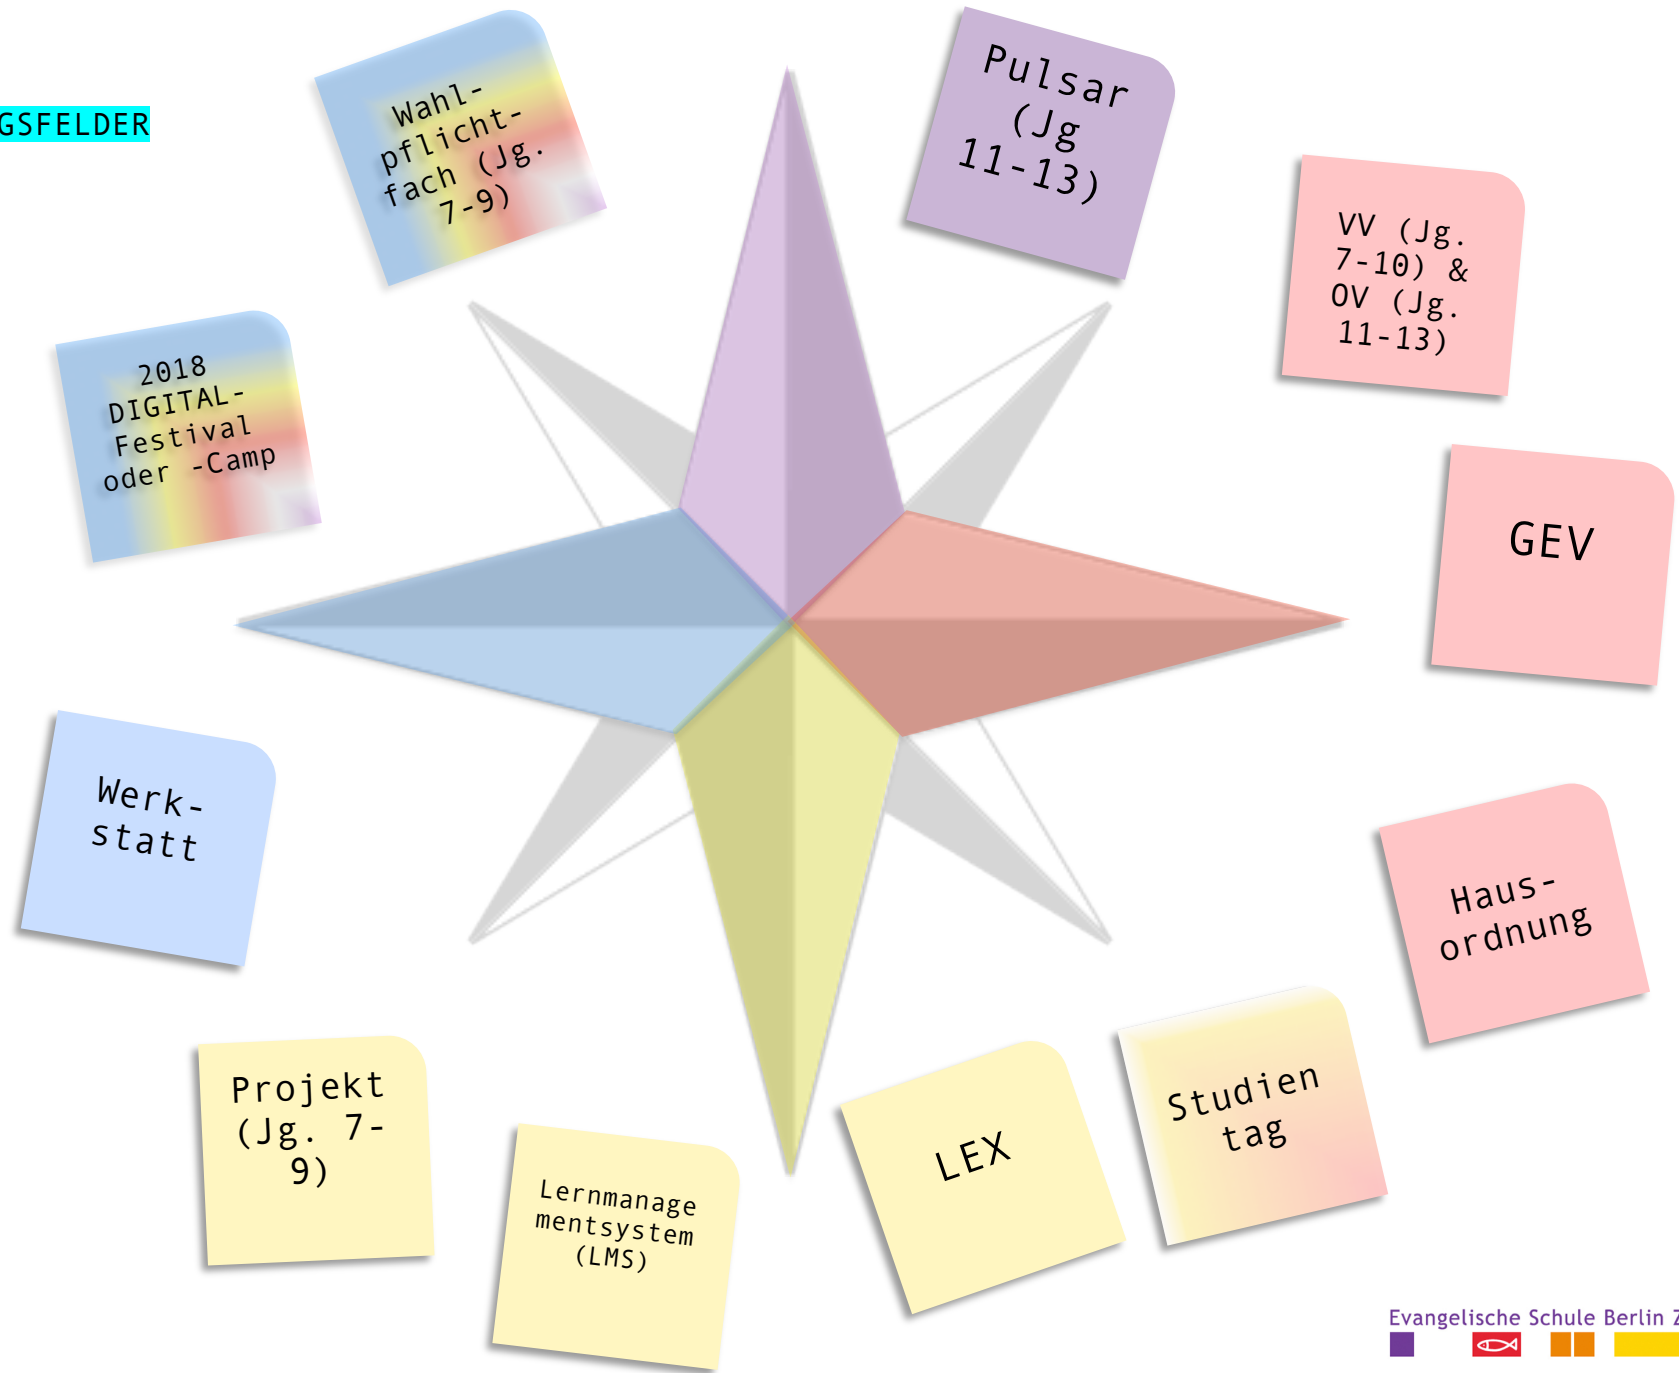 GSFELDER
Wahl-
pflicht-
fach (Jg.
7-9)
Pulsar
(Jg
11-13)
VV (Jg.
7-10) &
OV (Jg.
11-13)
2018
DIGITAL-
Festival
oder -Camp
GEV
Werk-
statt
Haus-
ordnung
Projekt
(Jg. 7-
9)
Lernmanage
mentsystem
(LMS)
LEX
Studien
tag
Evangelische Schule Berlin Z